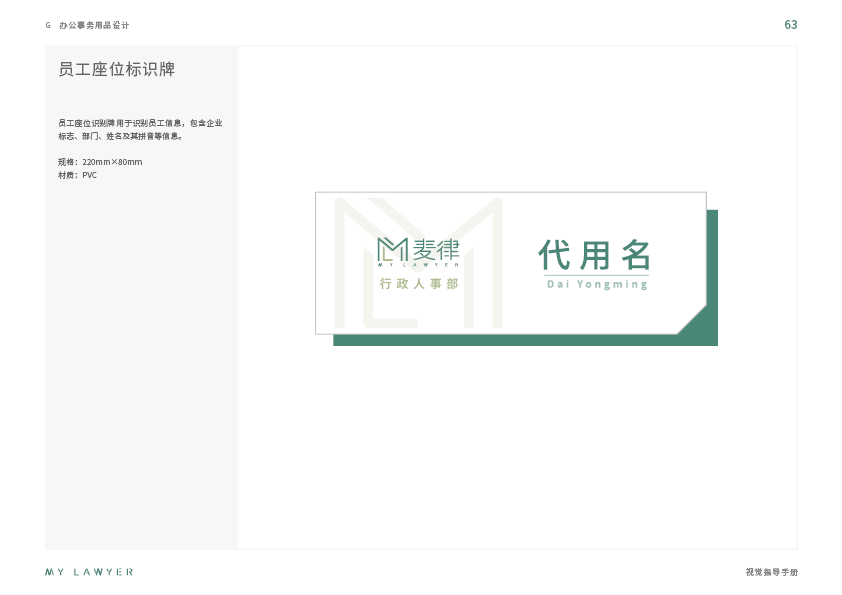 G 办公事务用品设计
63
员工座位标识牌
员工座位识别牌用于识别员工信息，包含企业
标志、部门、姓名及其拼音等信息。
规格：220mm×80mm
材质：PVC
麦律
MY LAWYER
行政人事部
代用名
Dai Yongming
MY LAWYER
视觉指导手册